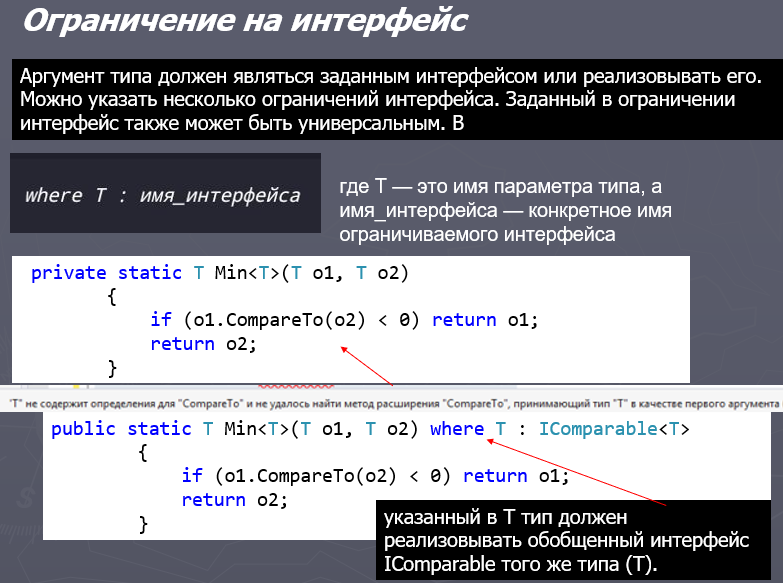 Ограничение на интерфейс
Аргумент типа должен являться заданным интерфейсом или реализовывать его.
Можно указать несколько ограничений интерфейса. Заданный в ограничении
интерфейс также может быть универсальным. В
where T : имя_интерфейса
где T — это имя параметра типа, а
имя_интерфейса — конкретное имя
ограничиваемого интерфейса
private static T Min<T>(T o1, T o2)
{
if (o1.CompareTo(o2) < 0) return o1;
return o2;
}
"T" не содержит определения для "CompareTo" и не удалось найти метод расширения "CompareTo", принимающий тип "T" в качестве первого аргумента
public static T Min<T>(T o1, T o2) where T : IComparable<T>
{
if (o1.CompareTo(o2) < 0) return o1;
return o2;
}
указанный в T тип должен
реализовывать обобщенный интерфейс
IComparable того же типа (T).